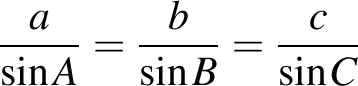 a/sinA = b/sinB = c/sinC